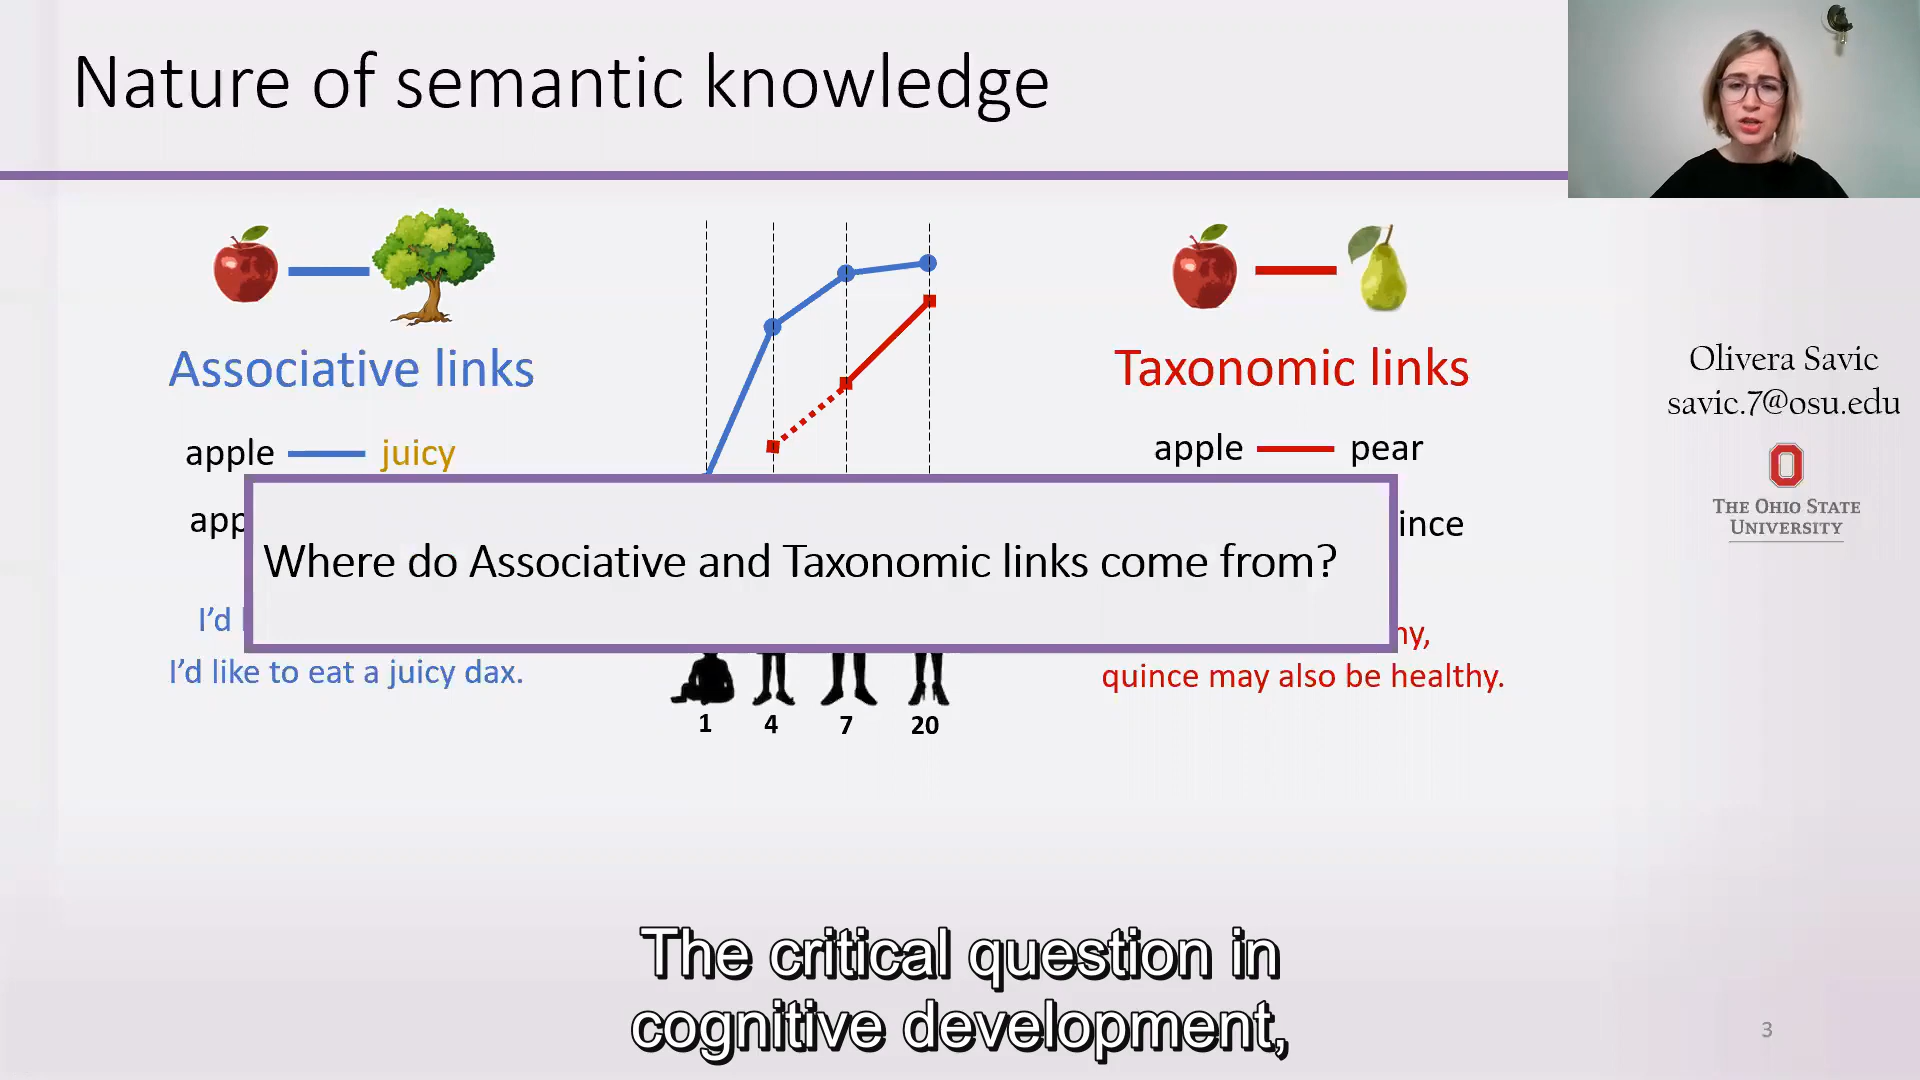 Nature of semantic knowledge
Associative links
Taxonomic links
apple juicy
apple pear
app
ince
Where do Associative and Taxonomic links come from?
I'd
hy,
I'd like to eat a juicy dax.
quince may also be healthy.
1 4 7 20
Olivera Savic
savic.7@osu.edu
THE OHIO STATE
UNIVERSITY
The critical question in
cognitive development,
3